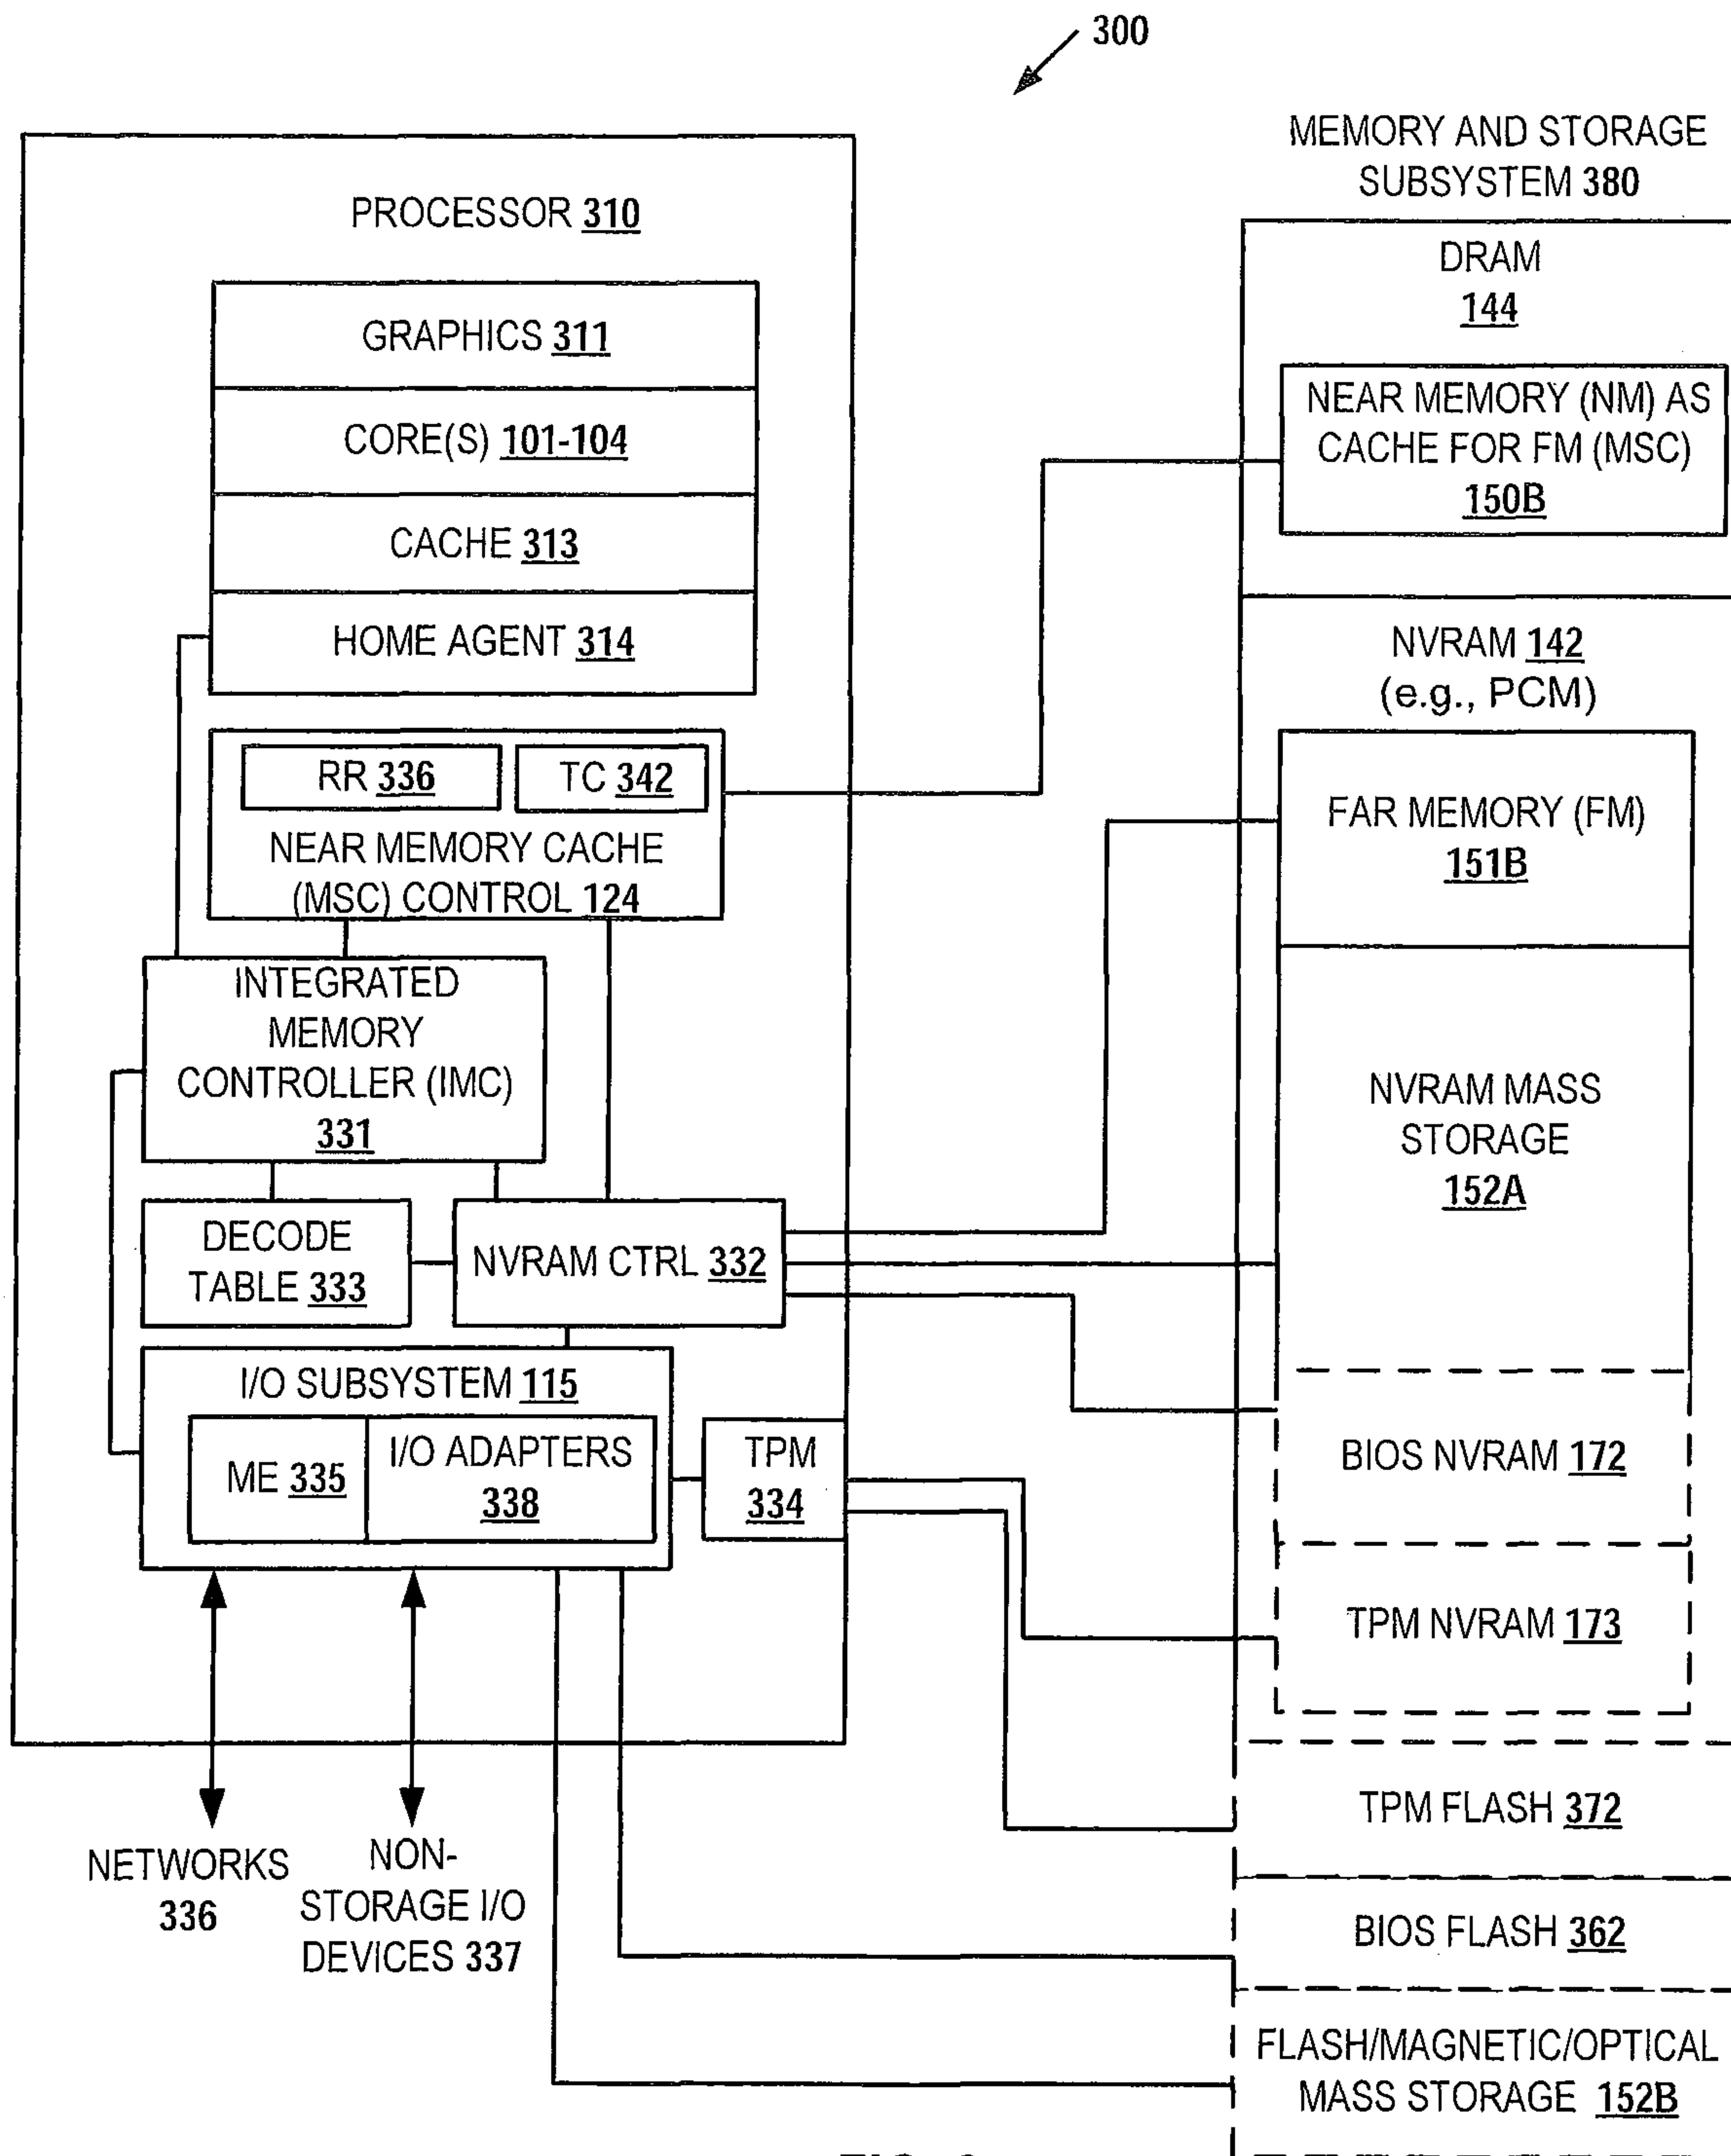 300
MEMORY AND STORAGE
SUBSYSTEM 380
PROCESSOR 310
GRAPHICS 311
CORE(S) 101-104
CACHE 313
HOME AGENT 314
RR 336
TC 342
NEAR MEMORY CACHE
(MSC) CONTROL 124
INTEGRATED
MEMORY
CONTROLLER (IMC)
331
DECODE
TABLE 333
NVRAM CTRL 332
I/O SUBSYSTEM 115
ME 335
I/O ADAPTERS
338
TPM
334
NETWORKS
336
NON-
STORAGE I/O
DEVICES 337
DRAM
144
NEAR MEMORY (NM) AS
CACHE FOR FM (MSC)
150B
NVRAM 142
(e.g., PCM)
FAR MEMORY (FM)
151B
NVRAM MASS
STORAGE
152A
BIOS NVRAM 172
TPM NVRAM 173
TPM FLASH 372
BIOS FLASH 362
FLASH/MAGNETIC/OPTICAL
MASS STORAGE 152B